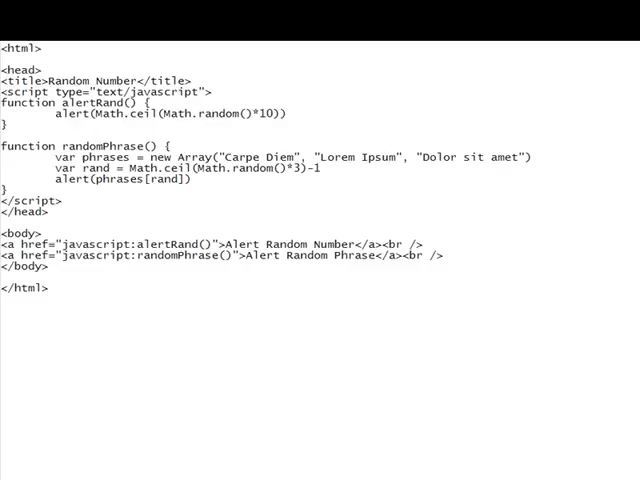 <html>
<head>
<title>Random Number</title>
<script type="text/javascript">
function alertRand() {
alert(Math.ceil(Math.random()*10))
}
function randomPhrase() {
var phrases = new Array("Carpe Diem", "Lorem Ipsum", "Dolor sit amet")
var rand = Math.ceil(Math.random()*3)-1
alert(phrases[rand])
}
</script>
</head>
<body>
<a href="javascript:alertRand()">Alert Random Number</a><br />
<a href="javascript:randomPhrase()">Alert Random Phrase</a><br />
</body>
</html>